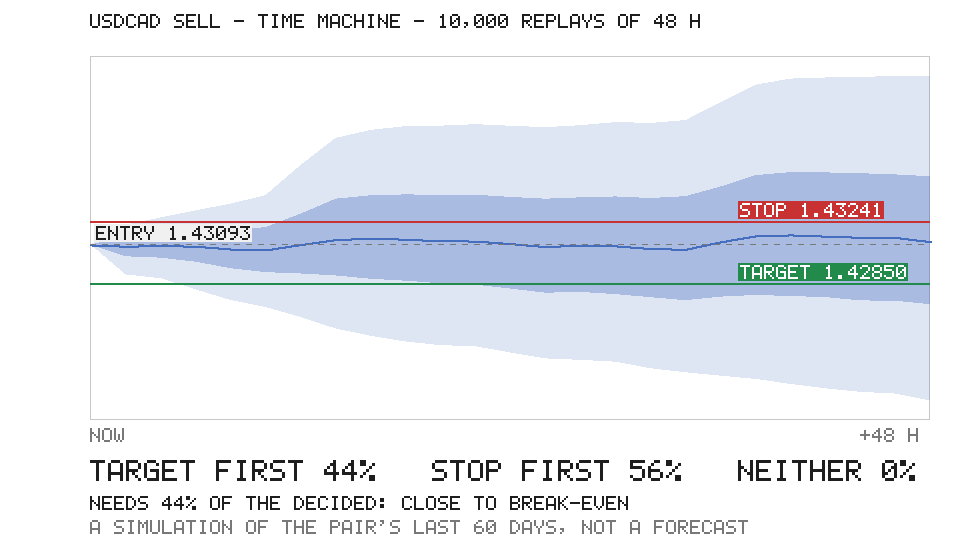 USDCAD SELL - TIME MACHINE - 10,000 REPLAYS OF 48 H
STOP 1.43241
ENTRY 1.43093
TARGET 1.42850
NOW +48 H
TARGET FIRST 44% STOP FIRST 56% NEITHER 0%
NEEDS 44% OF THE DECIDED: CLOSE TO BREAK-EVEN
A SIMULATION OF THE PAIR'S LAST 60 DAYS, NOT A FORECAST